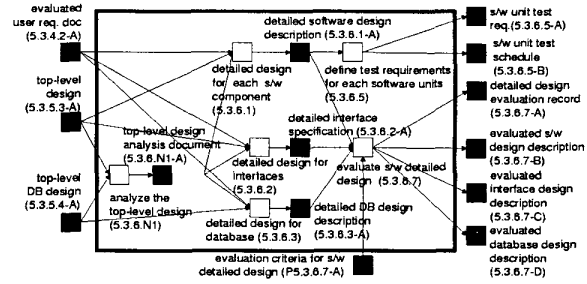 evaluated
user req. doc
(5.3.4.2-A)
top-level
design
(5.3.5.3-A)
top-level
DB design
(5.3.5.4-A)
detailed software design
description (5.3.6.1-A)
detailed design
for each s/w
component
(5.3.6.1)
define test requirements
for each software units
(5.3.6.5)
top-level design
analysis document
(5.3.6.N1-A)
detailed interface
specification (5.3.6.2-A)
detailed design for
interfaces
(5.3.6.2)
evaluate s/w detailed
design (5.3.6.7)
analyze the
top-level design
(5.3.6.N1)
detailed DB design
description
(5.3.6.3-A)
detailed design for
database (5.3.6.3)
evaluation criteria for s/w
detailed design (P5.3.6.7-A)
s/w unit test
req.(5.3.6.5-A)
s/w unit test
schedule
(5.3.6.5-B)
detailed design
evaluation record
(5.3.6.7-A)
evaluated s/w
design description
(5.3.6.7-B)
evaluated
interface design
description
(5.3.6.7-C)
evaluated
database design
description
(5.3.6.7-D)